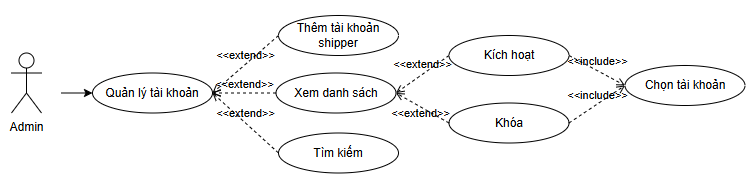 Thêm tài khoản
shipper
<<extend>>
Kích hoạt
<<extend>>
<<include>>
Quản lý tài khoản
<<extend>>
Xem danh sách
Chọn tài khoản
<<include>>
<<extend>>
<<extend>>
Khóa
Admin
Tìm kiếm